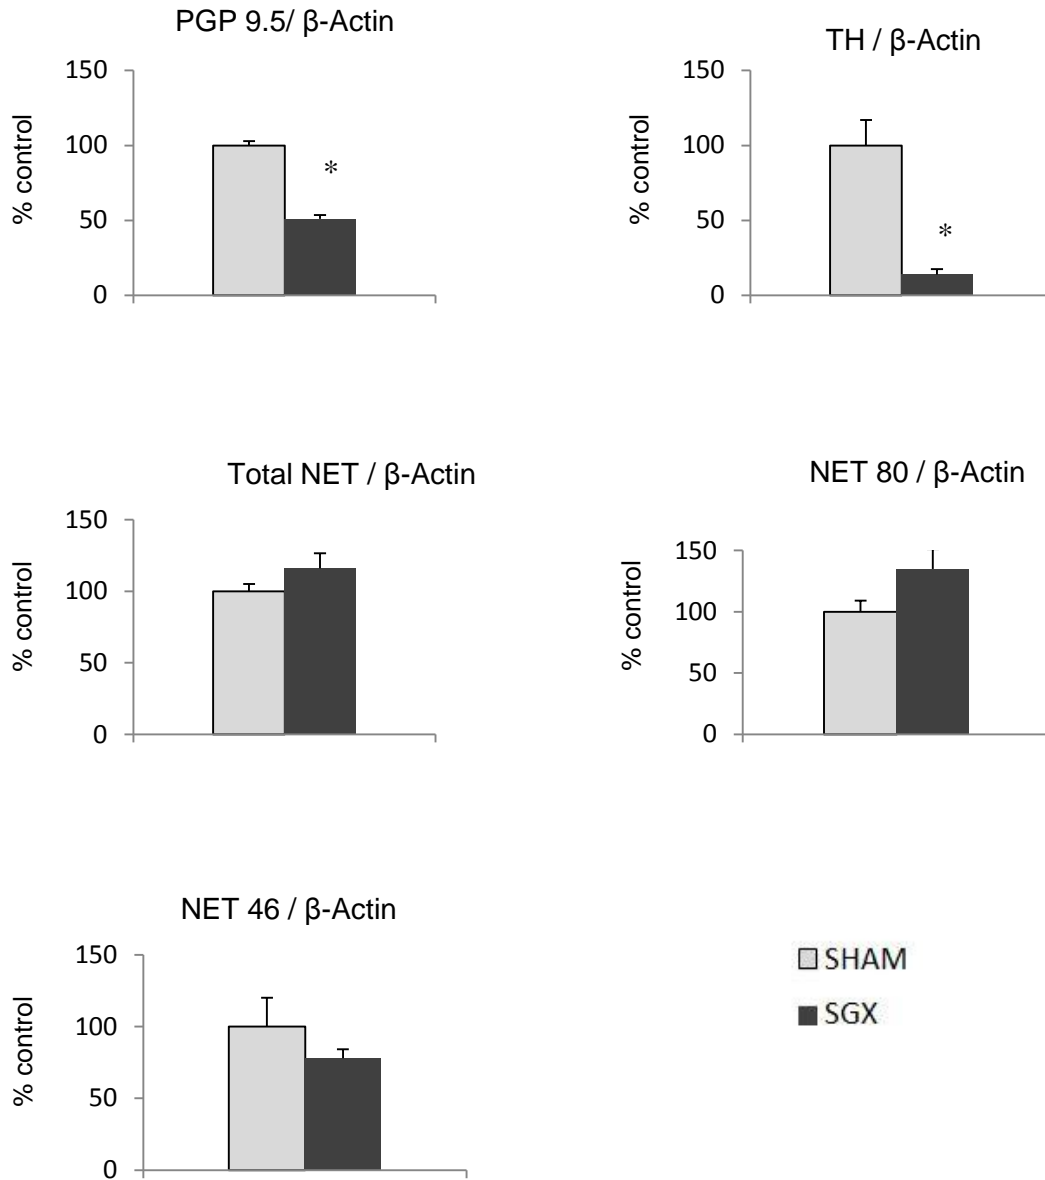 PGP 9.5/ β-Actin
% control
150
100
50
0
*
TH / β-Actin
% control
150
100
50
0
*
Total NET / β-Actin
% control
150
100
50
0
NET 80 / β-Actin
% control
150
100
50
0
NET 46 / β-Actin
% control
150
100
50
0
SHAM
SGX